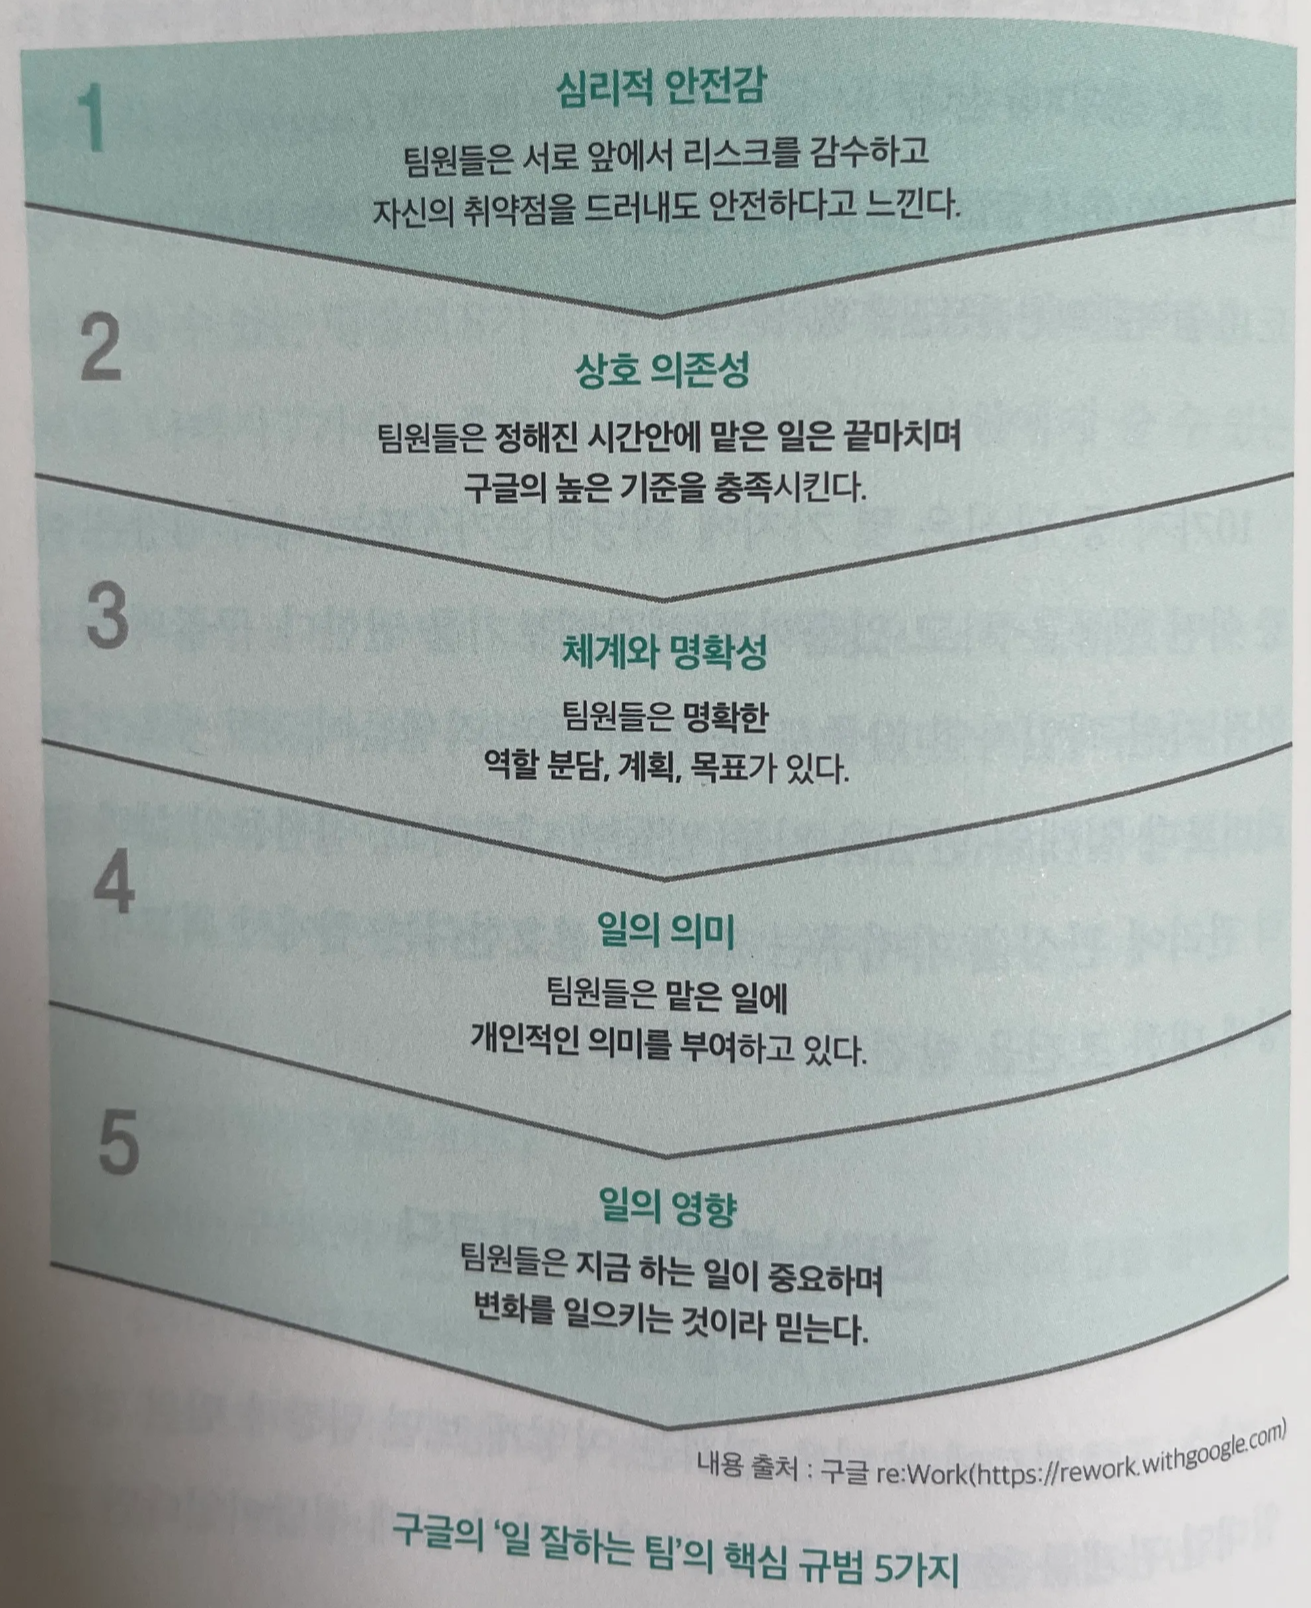 1
심리적 안전감
팀원들은 서로 앞에서 리스크를 감수하고
자신의 취약점을 드러내도 안전하다고 느낀다.
2
상호 의존성
팀원들은 정해진 시간안에 맡은 일은 끝마치며
구글의 높은 기준을 충족시킨다.
3
체계와 명확성
팀원들은 명확한
역할 분담, 계획, 목표가 있다.
4
일의 의미
팀원들은 맡은 일에
개인적인 의미를 부여하고 있다.
5
일의 영향
팀원들은 지금 하는 일이 중요하며
변화를 일으키는 것이라 믿는다.
내용 출처 : 구글 re:Work(https://rework.withgoogle.com)
구글의 ‘일 잘하는 팀’의 핵심 규범 5가지